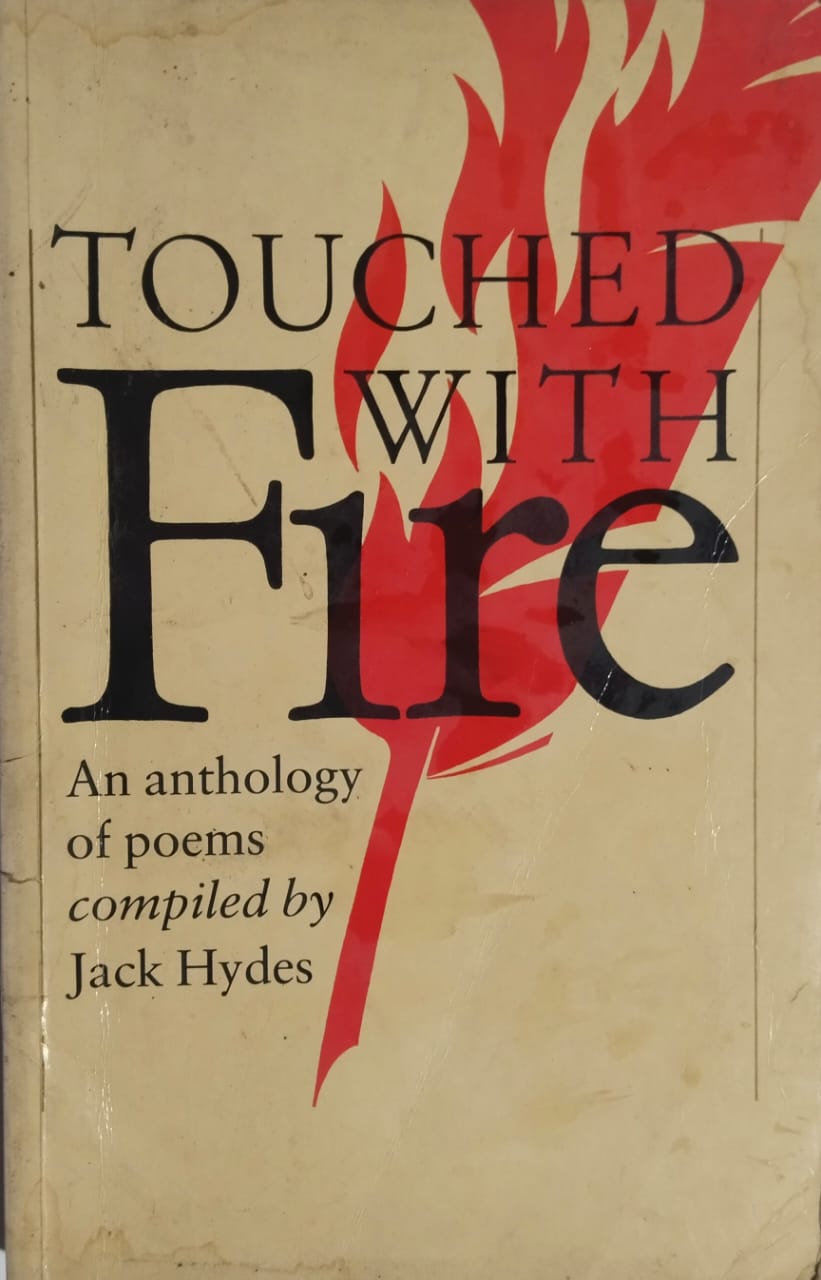 TOUCHED
WITH
Fire
An anthology
of poems
compiled by
Jack Hydes